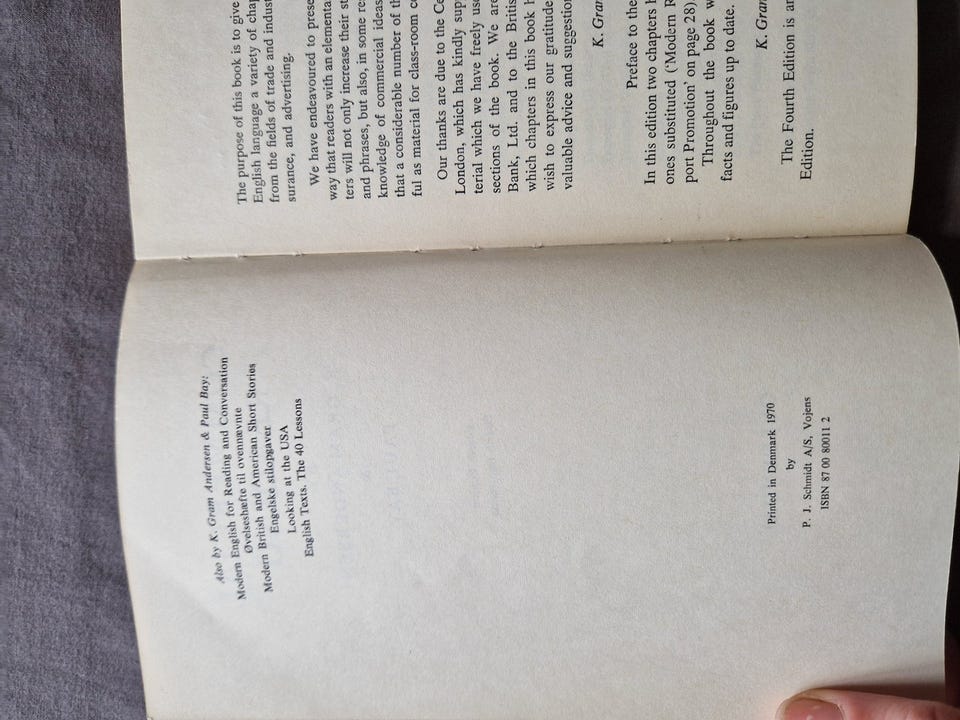 Also by K. Gram Andersen & Paul Bay:
Modern English for Reading and Conversation
Øvelseshæfte til ovennævnte
Modern British and American Short Stories
Engelske stilopgaver
Looking at the USA
English Texts. The 40 Lessons
Printed in Denmark 1970
by
P. J. Schmidt A/S, Vojens
ISBN 87 00 80011 2
The purpose of this book is to give
English language a variety of chap
from the fields of trade and indust
surance, and advertising.
We have endeavoured to prese
way that readers with an elementa
ters will not only increase their st
and phrases, but also, in some re
knowledge of commercial ideas
that a considerable number of th
ful as material for class-room c
Our thanks are due to the Ce
London, which has kindly sup
terial which we have freely use
sections of the book. We are
Bank, Ltd. and to the Britis
which chapters in this book h
wish to express our gratitude
valuable advice and suggestion
K. Gra
Preface to the
In this edition two chapters h
ones substituted ('Modern R
port Promotion' on page 28)
Throughout the book w
facts and figures up to date.
K. Gra
The Fourth Edition is an
Edition.